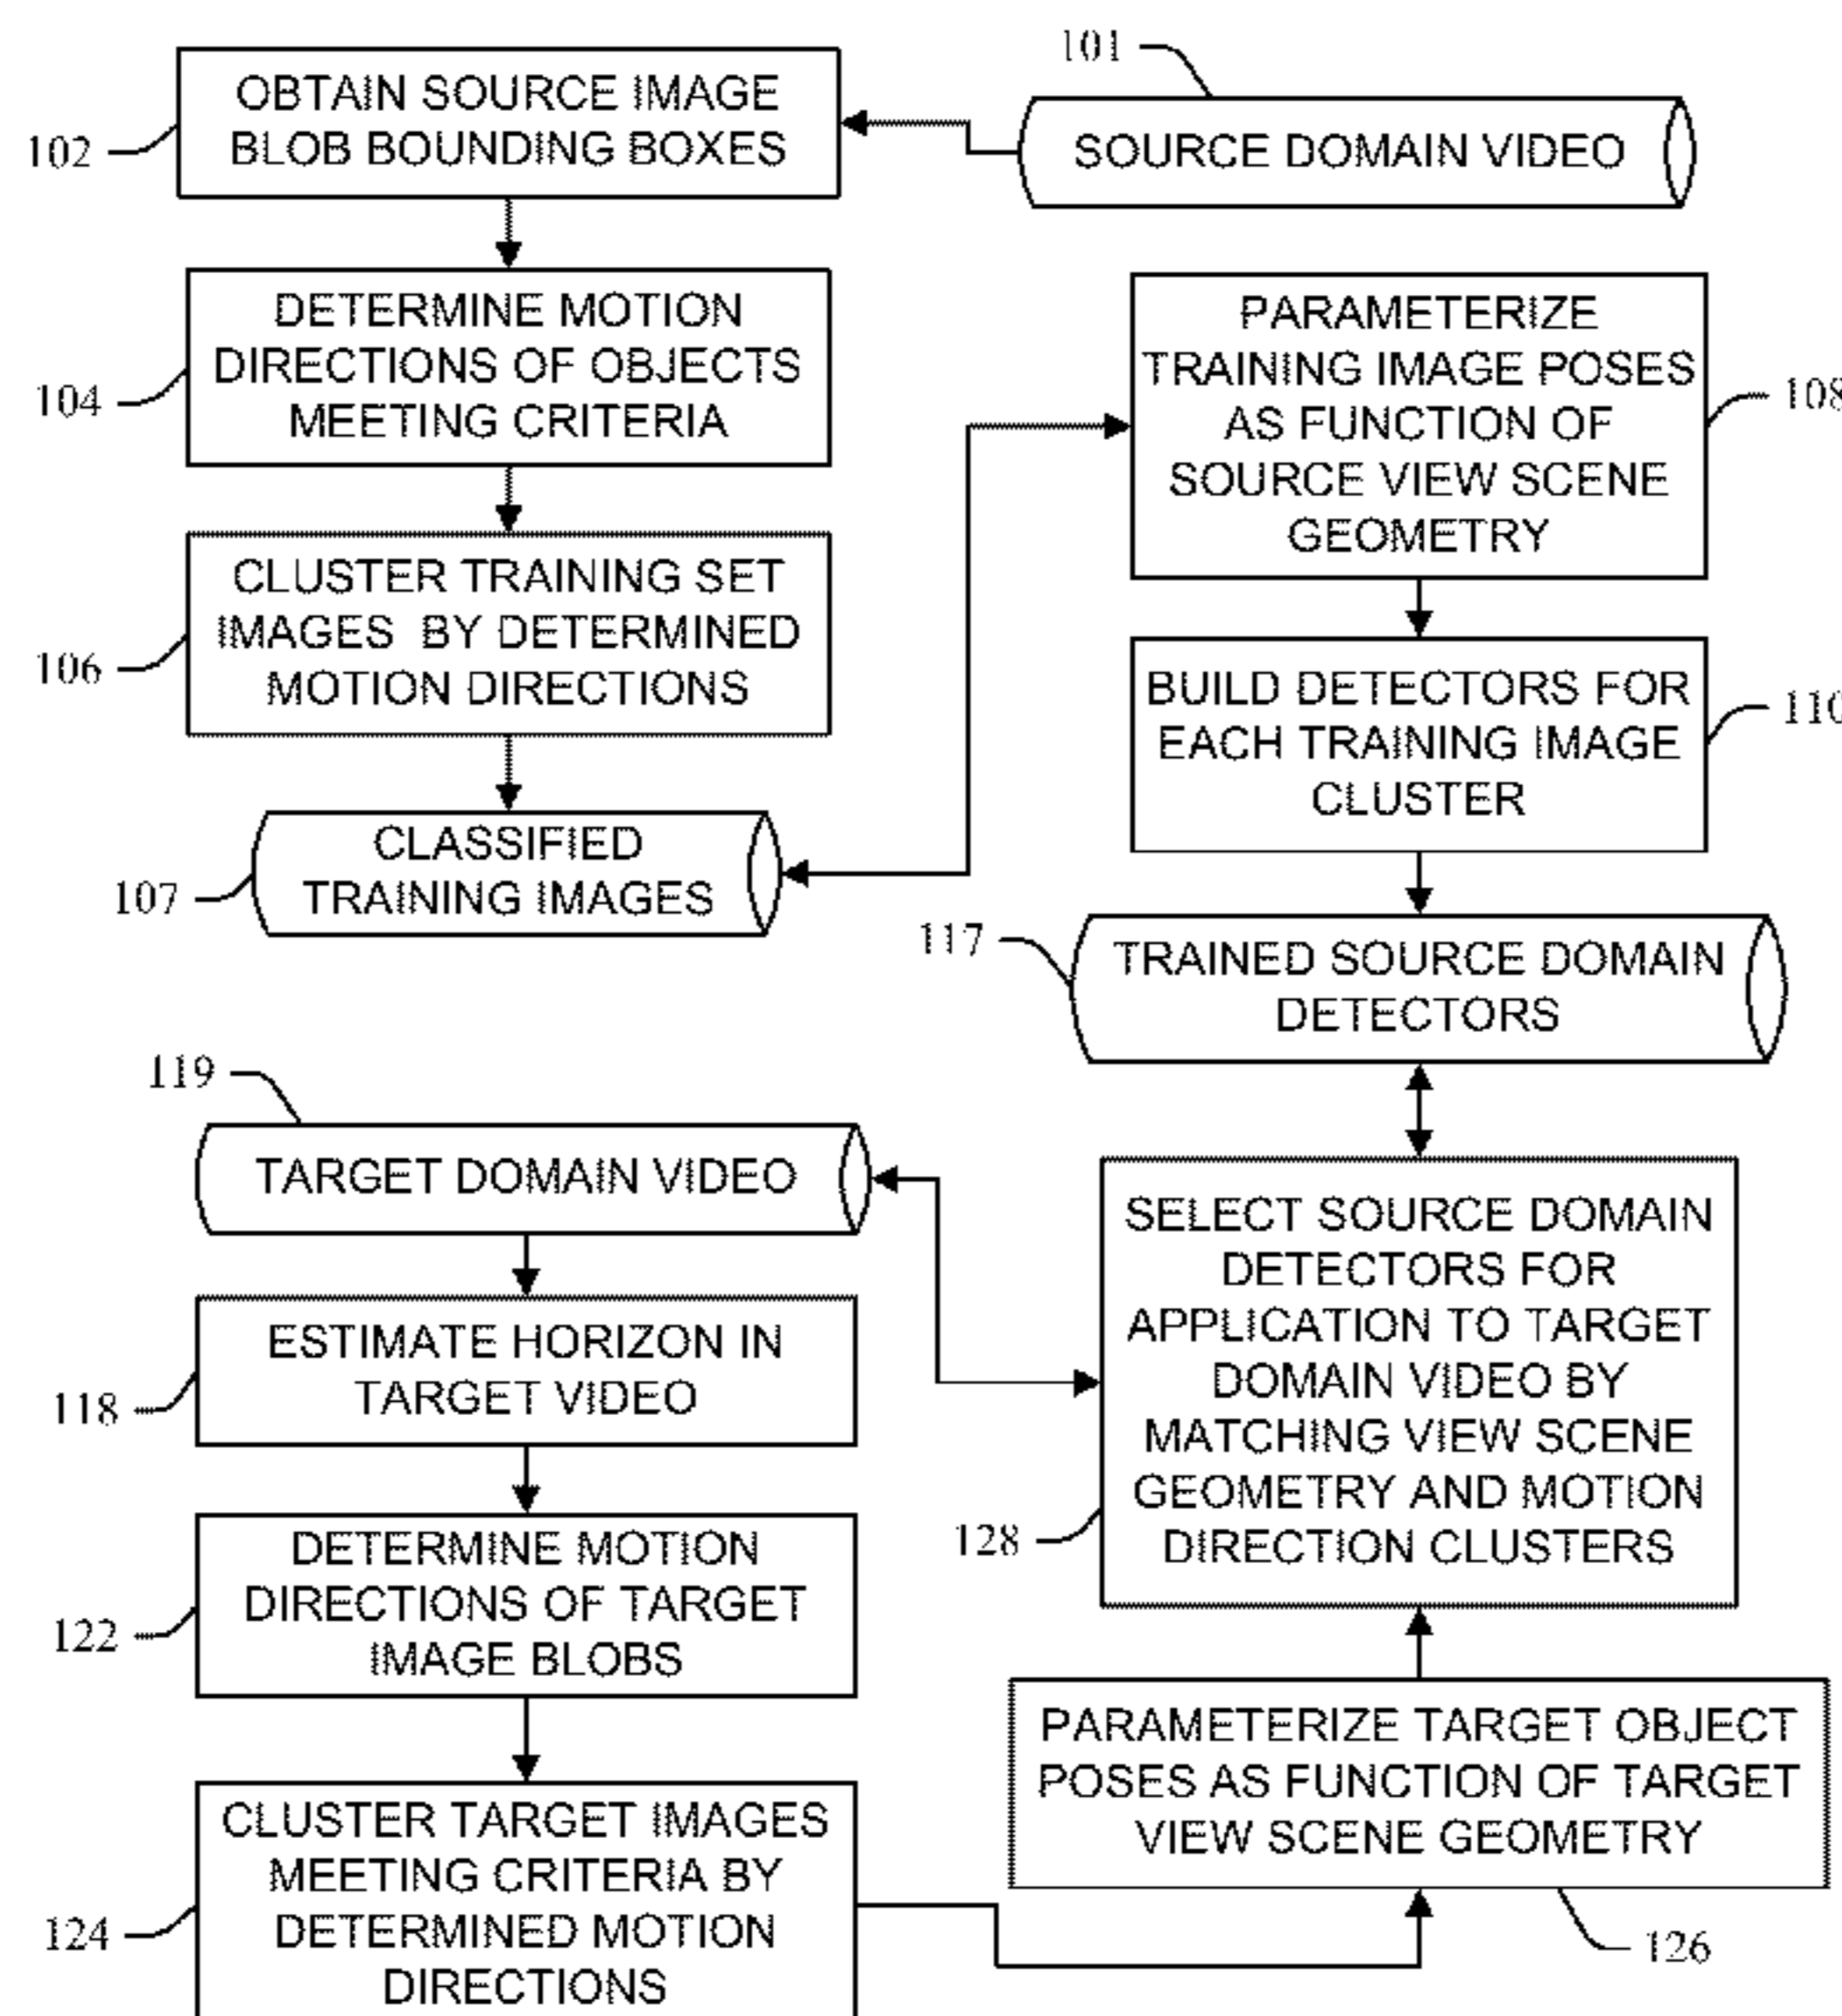 101
OBTAIN SOURCE IMAGE
BLOB BOUNDING BOXES
102
SOURCE DOMAIN VIDEO
DETERMINE MOTION
DIRECTIONS OF OBJECTS
MEETING CRITERIA
104
PARAMETERIZE
TRAINING IMAGE POSES
AS FUNCTION OF
SOURCE VIEW SCENE
GEOMETRY
108
CLUSTER TRAINING SET
IMAGES BY DETERMINED
MOTION DIRECTIONS
106
BUILD DETECTORS FOR
EACH TRAINING IMAGE
CLUSTER
110
CLASSIFIED
TRAINING IMAGES
107
117
TRAINED SOURCE DOMAIN
DETECTORS
119
TARGET DOMAIN VIDEO
SELECT SOURCE DOMAIN
DETECTORS FOR
APPLICATION TO TARGET
DOMAIN VIDEO BY
MATCHING VIEW SCENE
GEOMETRY AND MOTION
DIRECTION CLUSTERS
128
ESTIMATE HORIZON IN
TARGET VIDEO
118
DETERMINE MOTION
DIRECTIONS OF TARGET
IMAGE BLOBS
122
PARAMETERIZE TARGET OBJECT
POSES AS FUNCTION OF TARGET
VIEW SCENE GEOMETRY
126
CLUSTER TARGET IMAGES
MEETING CRITERIA BY
DETERMINED MOTION
DIRECTIONS
124